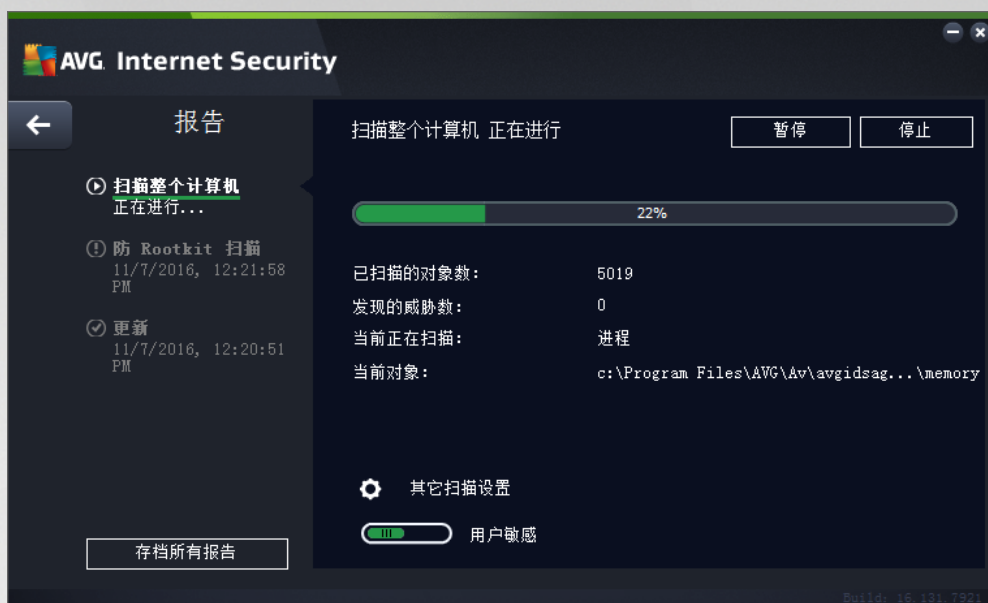 AVG. Internet Security
报告
扫描整个计算机
正在进行...
防 Rootkit 扫描
11/7/2016, 12:21:58
PM
更新
11/7/2016, 12:20:51
PM
存档所有报告
扫描整个计算机 正在进行
暂停
停止
22%
已扫描的对象数: 5019
发现的威胁数: 0
当前正在扫描: 进程
当前对象: c:\Program Files\AVG\Av\avgidsag...\memory
其它扫描设置
用户敏感
Build: 16.131.7921